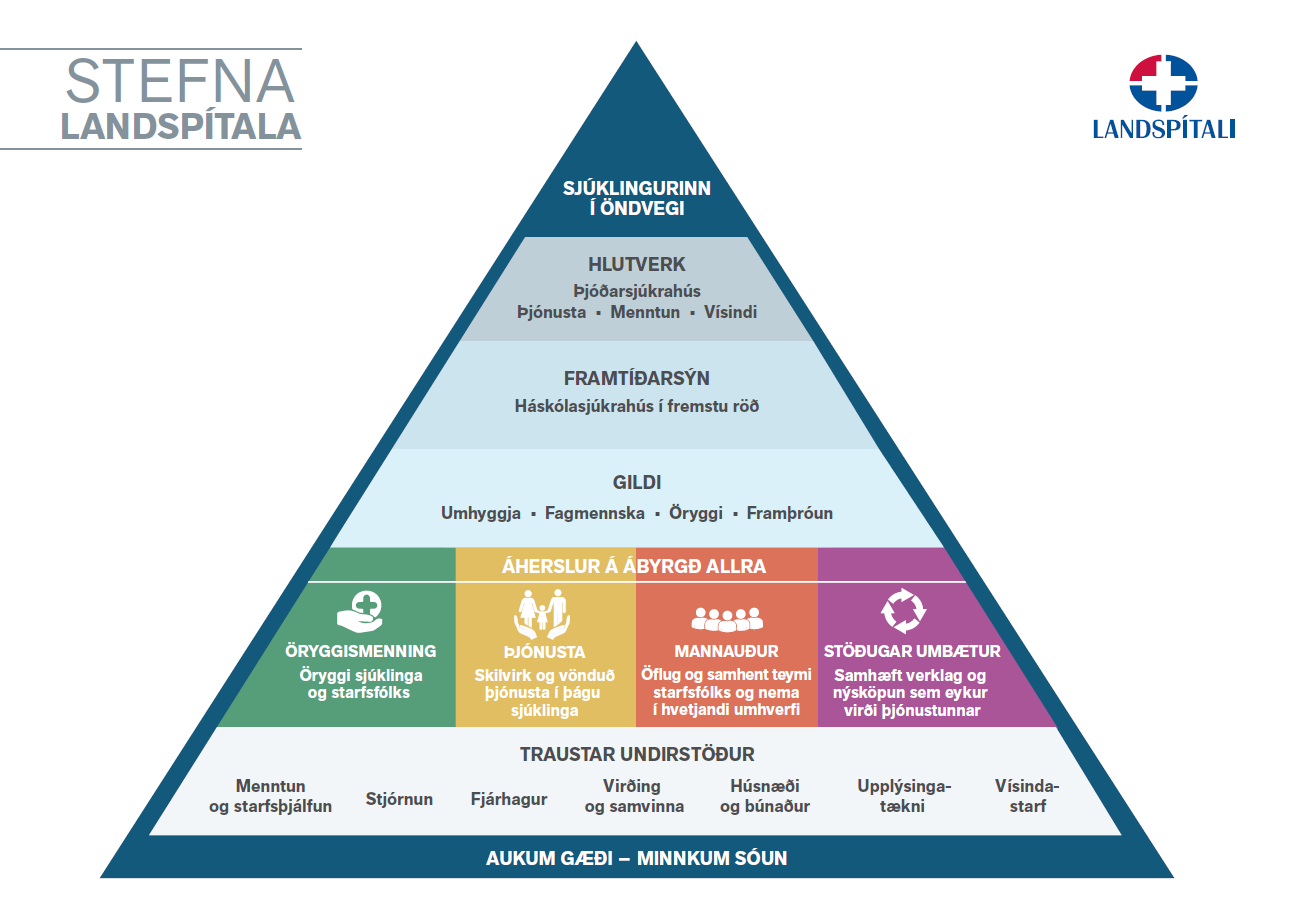 STEFNA
LANDSPÍTALA
LANDSPÍTALI
SJÚKLINGURINN
Í ÖNDVEGI
HLUTVERK
Þjóðarsjúkrahús
Þjónusta ▪ Menntun ▪ Vísindi
FRAMTÍÐARSÝN
Háskólasjúkrahús í fremstu röð
GILDI
Umhyggja ▪ Fagmennska ▪ Öryggi ▪ Framþróun
ÁHERSLUR Á ÁBYRGÐ ALLRA
ÖRYGGISMENNING
Öryggi sjúklinga
og starfsfólks
ÞJÓNUSTA
Skilvirk og vönduð
þjónusta í þágu
sjúklinga
MANNAUÐUR
Öflug og samhent teymi
starfsfólks og nema
í hvetjandi umhverfi
STÖÐUGAR UMBÆTUR
Samhæft verklag og
nýsköpun sem eykur
virði þjónustunnar
TRAUSTAR UNDIRSTÖÐUR
Menntun
og starfsþjálfun
Stjórnun
Fjárhagur
Virðing
og samvinna
Húsnæði
og búnaður
Upplýsinga-
tækni
Vísinda-
starf
AUKUM GÆÐI – MINNKUM SÓUN